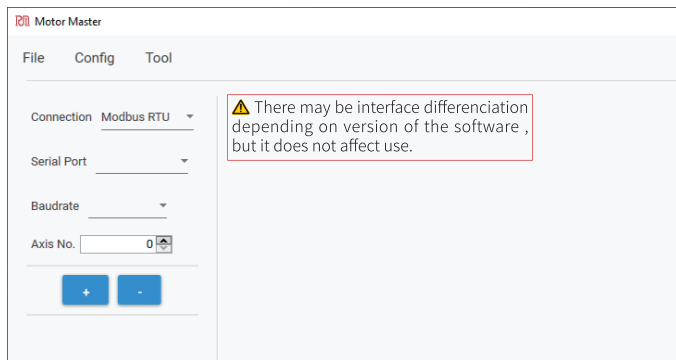 Motor Master
File Config Tool
Connection Modbus RTU
Serial Port
Baudrate
Axis No. 0
+ -
There may be interface differenciation
depending on version of the software ,
but it does not affect use.